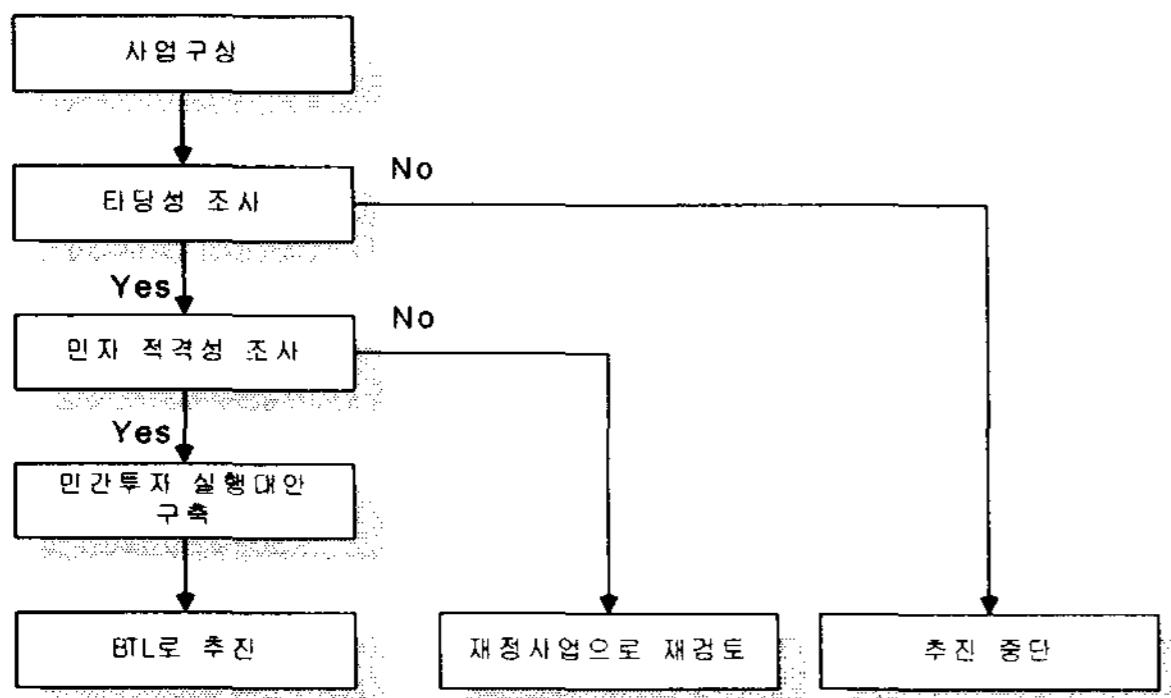 사업구상
No
타당성 조사
Yes
No
민자 적격성 조사
Yes
민간투자 실행대안
구축
BTL로 추진
재정사업으로 재검토
추진 중단